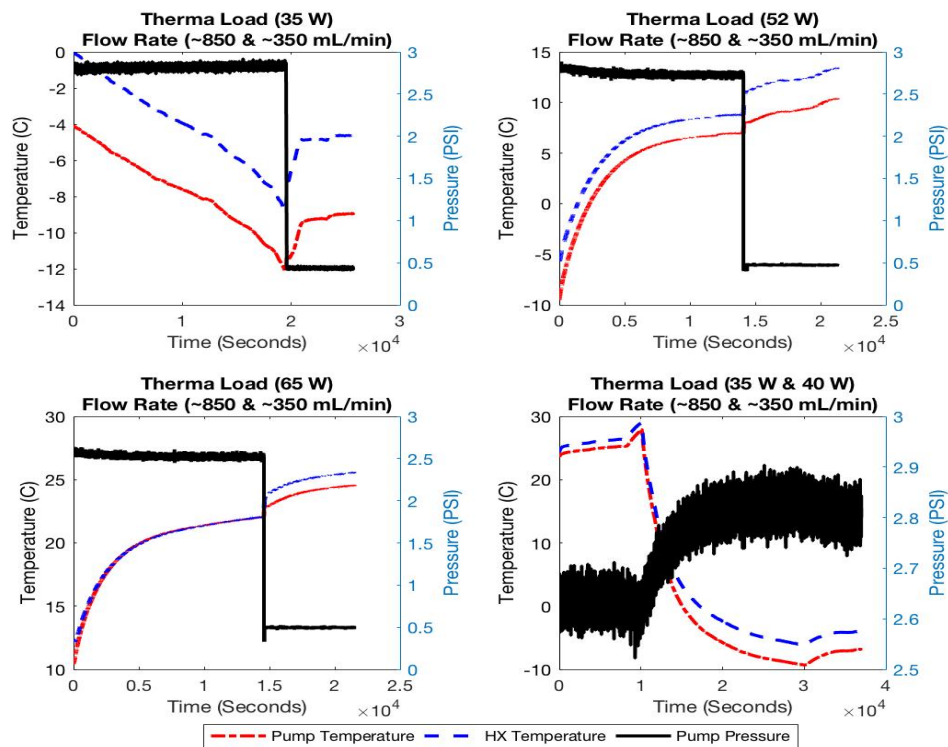 Therma Load (35 W)
Flow Rate (~850 & ~350 mL/min)
Temperature (C)
0
-2
-4
-6
-8
-10
-12
-14
3
2.5
2
1.5
1
0.5
0
Pressure (PSI)
0 1 2 3
Time (Seconds) ×10^4
Therma Load (52 W)
Flow Rate (~850 & ~350 mL/min)
Temperature (C)
15
10
5
0
-5
-10
3
2.5
2
1.5
1
0.5
0
Pressure (PSI)
0 0.5 1 1.5 2 2.5
Time (Seconds) ×10^4
Therma Load (65 W)
Flow Rate (~850 & ~350 mL/min)
Temperature (C)
30
25
20
15
10
3
2.5
2
1.5
1
0.5
0
Pressure (PSI)
0 0.5 1 1.5 2 2.5
Time (Seconds) ×10^4
Therma Load (35 W & 40 W)
Flow Rate (~850 & ~350 mL/min)
Temperature (C)
30
20
10
0
-10
3
2.9
2.8
2.7
2.6
2.5
Pressure (PSI)
0 1 2 3 4
Time (Seconds) ×10^4
Pump Temperature HX Temperature Pump Pressure